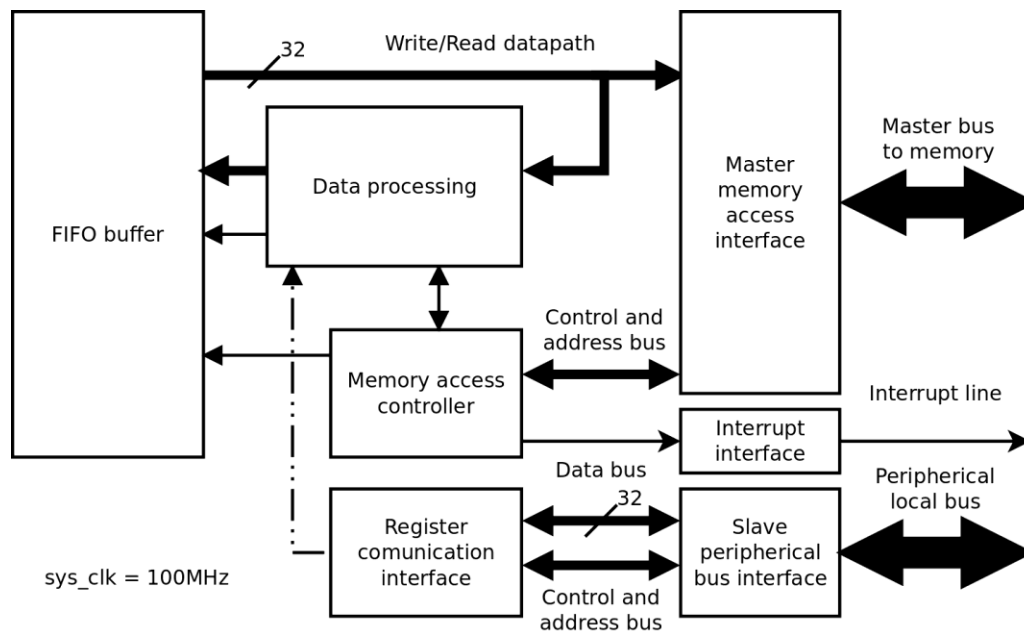 32
Write/Read datapath
FIFO buffer
Data processing
Master
memory
access
interface
Master bus
to memory
Control and
address bus
Memory access
controller
Interrupt line
Interrupt
interface
Data bus
32
Peripherical
local bus
Register
comunication
interface
Slave
peripherical
bus interface
Control and
address bus
sys_clk = 100MHz